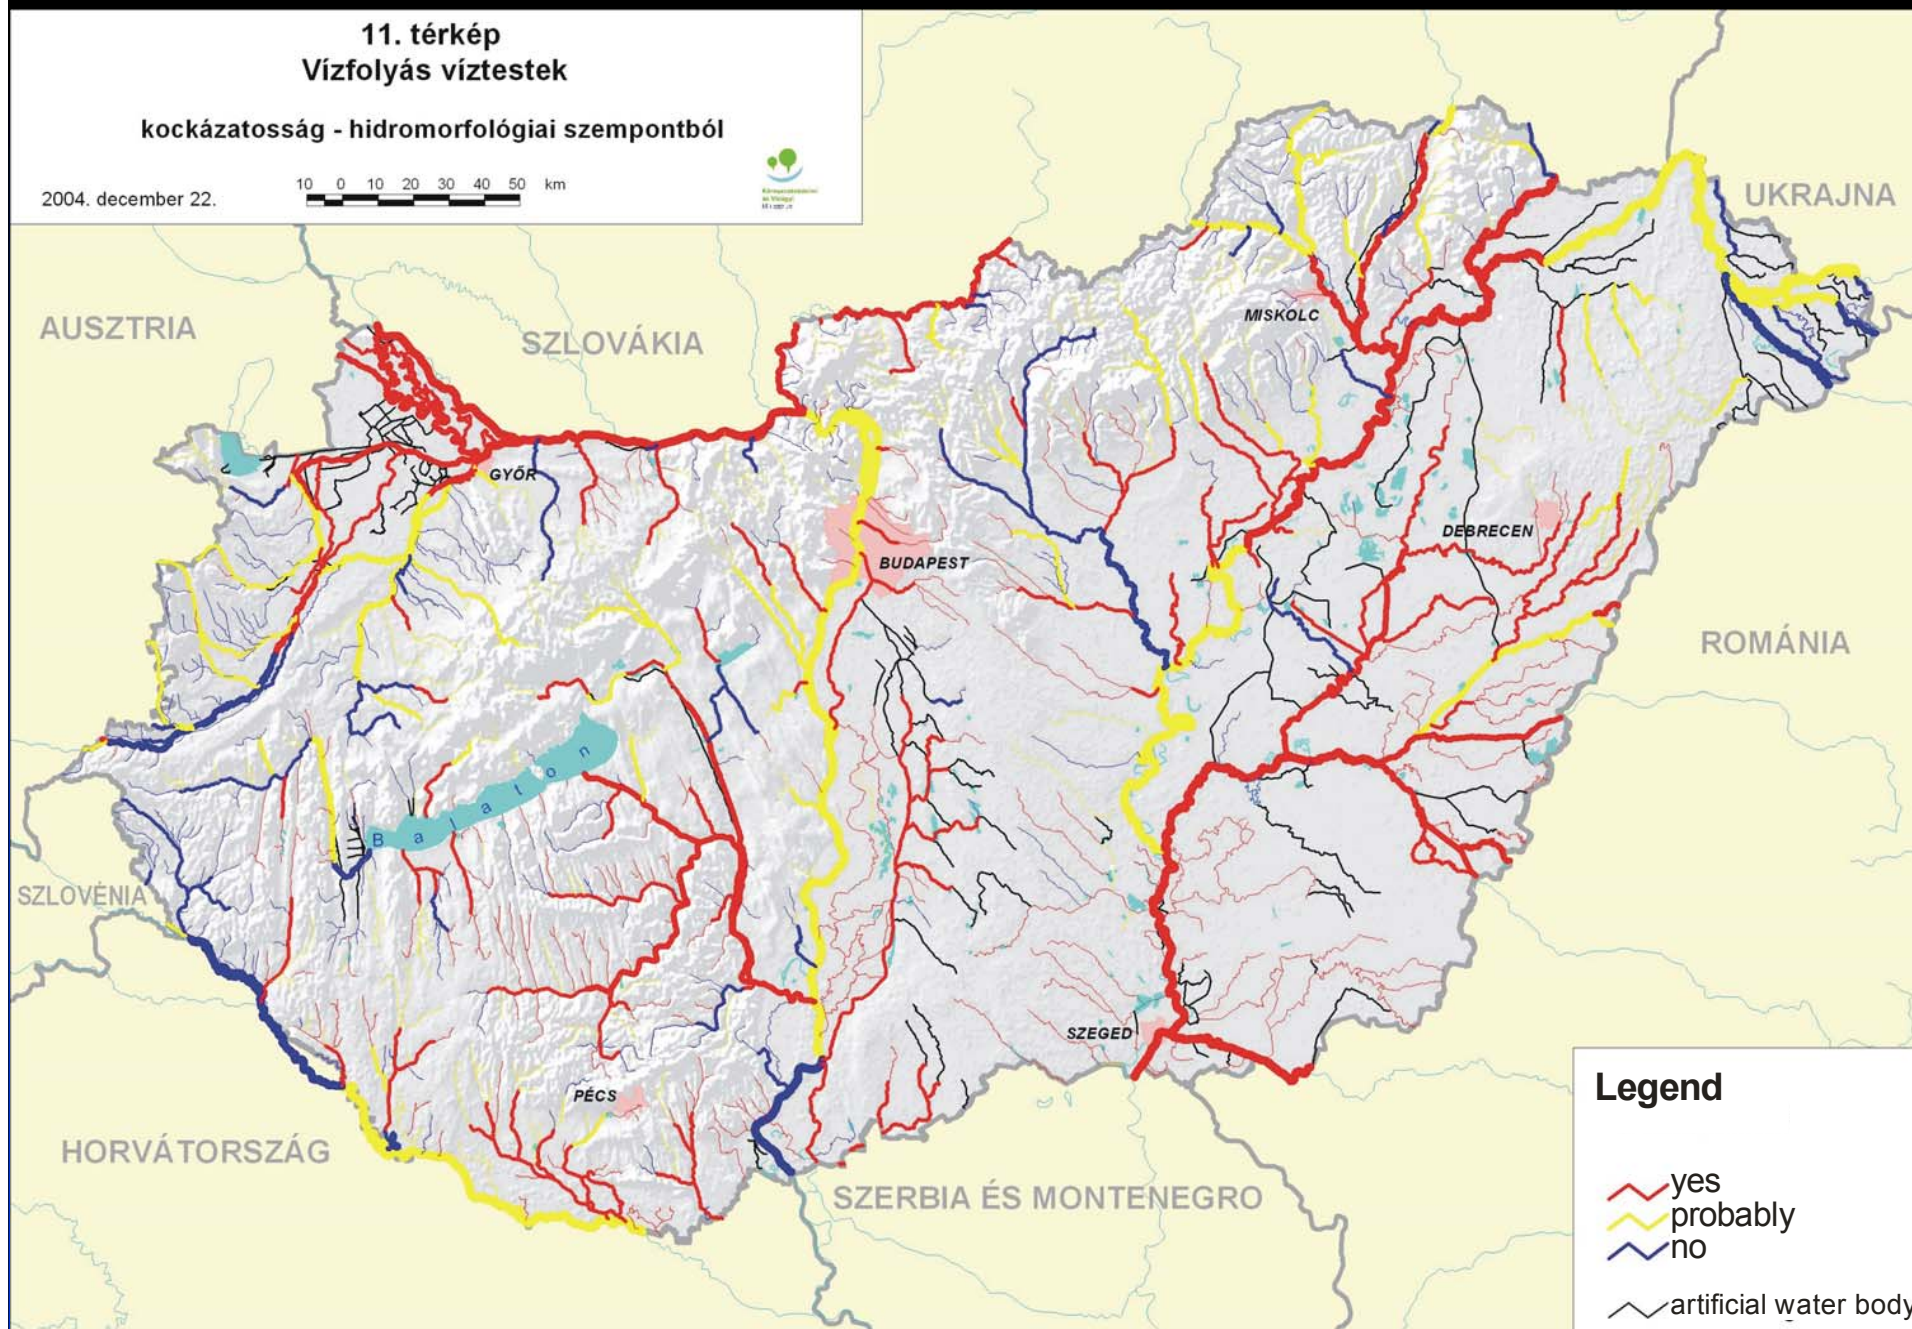 11. térkép
Vízfolyás víztestek
kockázatosság - hidromorfológiai szempontból
2004. december 22.
10 0 10 20 30 40 50 km
UKRAJNA
AUSZTRIA
SZLOVÁKIA
MISKOLC
GYŐR
DEBRECEN
BUDAPEST
ROMÁNIA
Balaton
SZLOVÉNIA
SZEGED
PÉCS
HORVÁTORSZÁG
SZERBIA ÉS MONTENEGRO
Legend
yes
probably
no
artificial water body